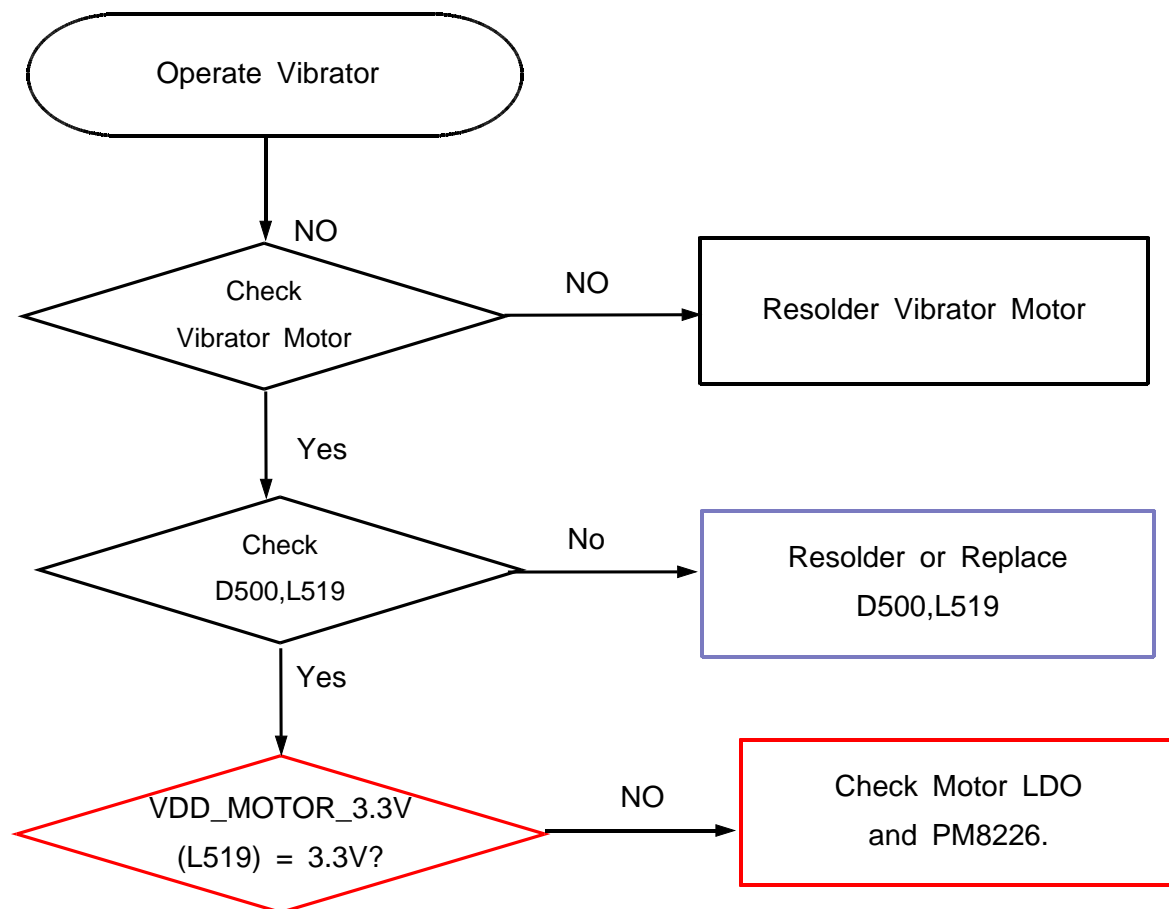 Operate Vibrator
NO
Check
Vibrator Motor
NO
Resolder Vibrator Motor
Yes
Check
D500,L519
No
Resolder or Replace
D500,L519
Yes
VDD_MOTOR_3.3V
(L519) = 3.3V?
NO
Check Motor LDO
and PM8226.